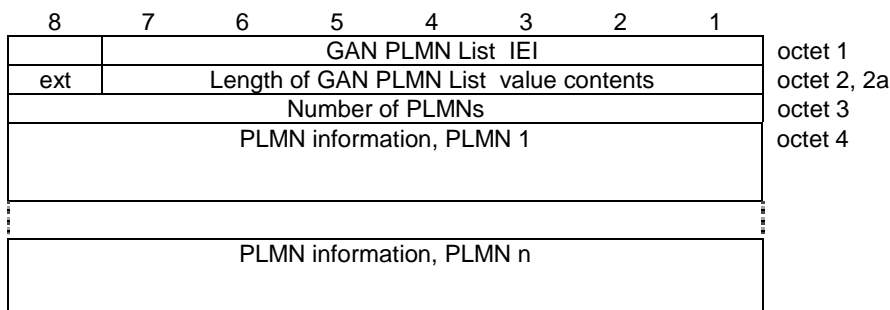 8 7 6 5 4 3 2 1
GAN PLMN List IEI octet 1
ext Length of GAN PLMN List value contents octet 2, 2a
Number of PLMNs octet 3
PLMN information, PLMN 1 octet 4
PLMN information, PLMN n